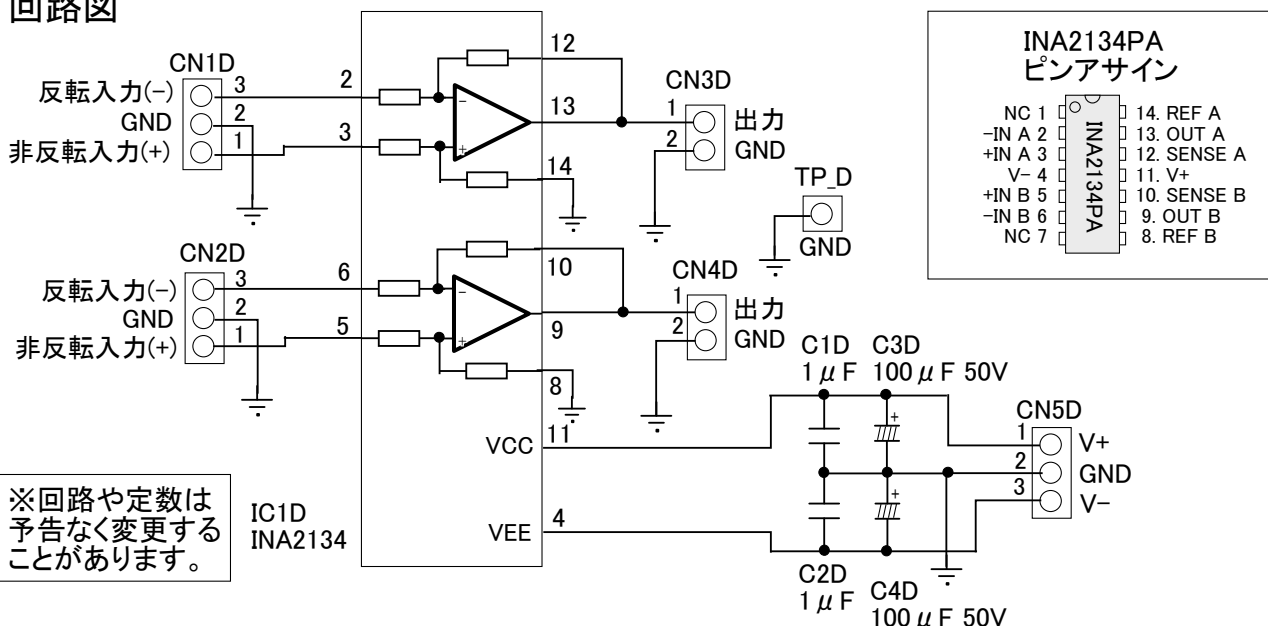 回路図
CN1D
反転入力(-)
3
GND
2
非反転入力(+)
1
2
3
12
13
14
CN3D
1
出力
2
GND
TP_D
GND
INA2134PA
ピンアサイン
NC 1
-IN A 2
+IN A 3
V- 4
+IN B 5
-IN B 6
NC 7
INA2134PA
14. REF A
13. OUT A
12. SENSE A
11. V+
10. SENSE B
9. OUT B
8. REF B
CN2D
反転入力(-)
3
GND
2
非反転入力(+)
1
6
5
10
9
8
CN4D
1
出力
2
GND
C1D
1μF
C3D
100μF 50V
VCC
11
VEE
4
CN5D
1
V+
2
GND
3
V-
C2D
1μF
C4D
100μF 50V
IC1D
INA2134
※回路や定数は
予告なく変更する
ことがあります。